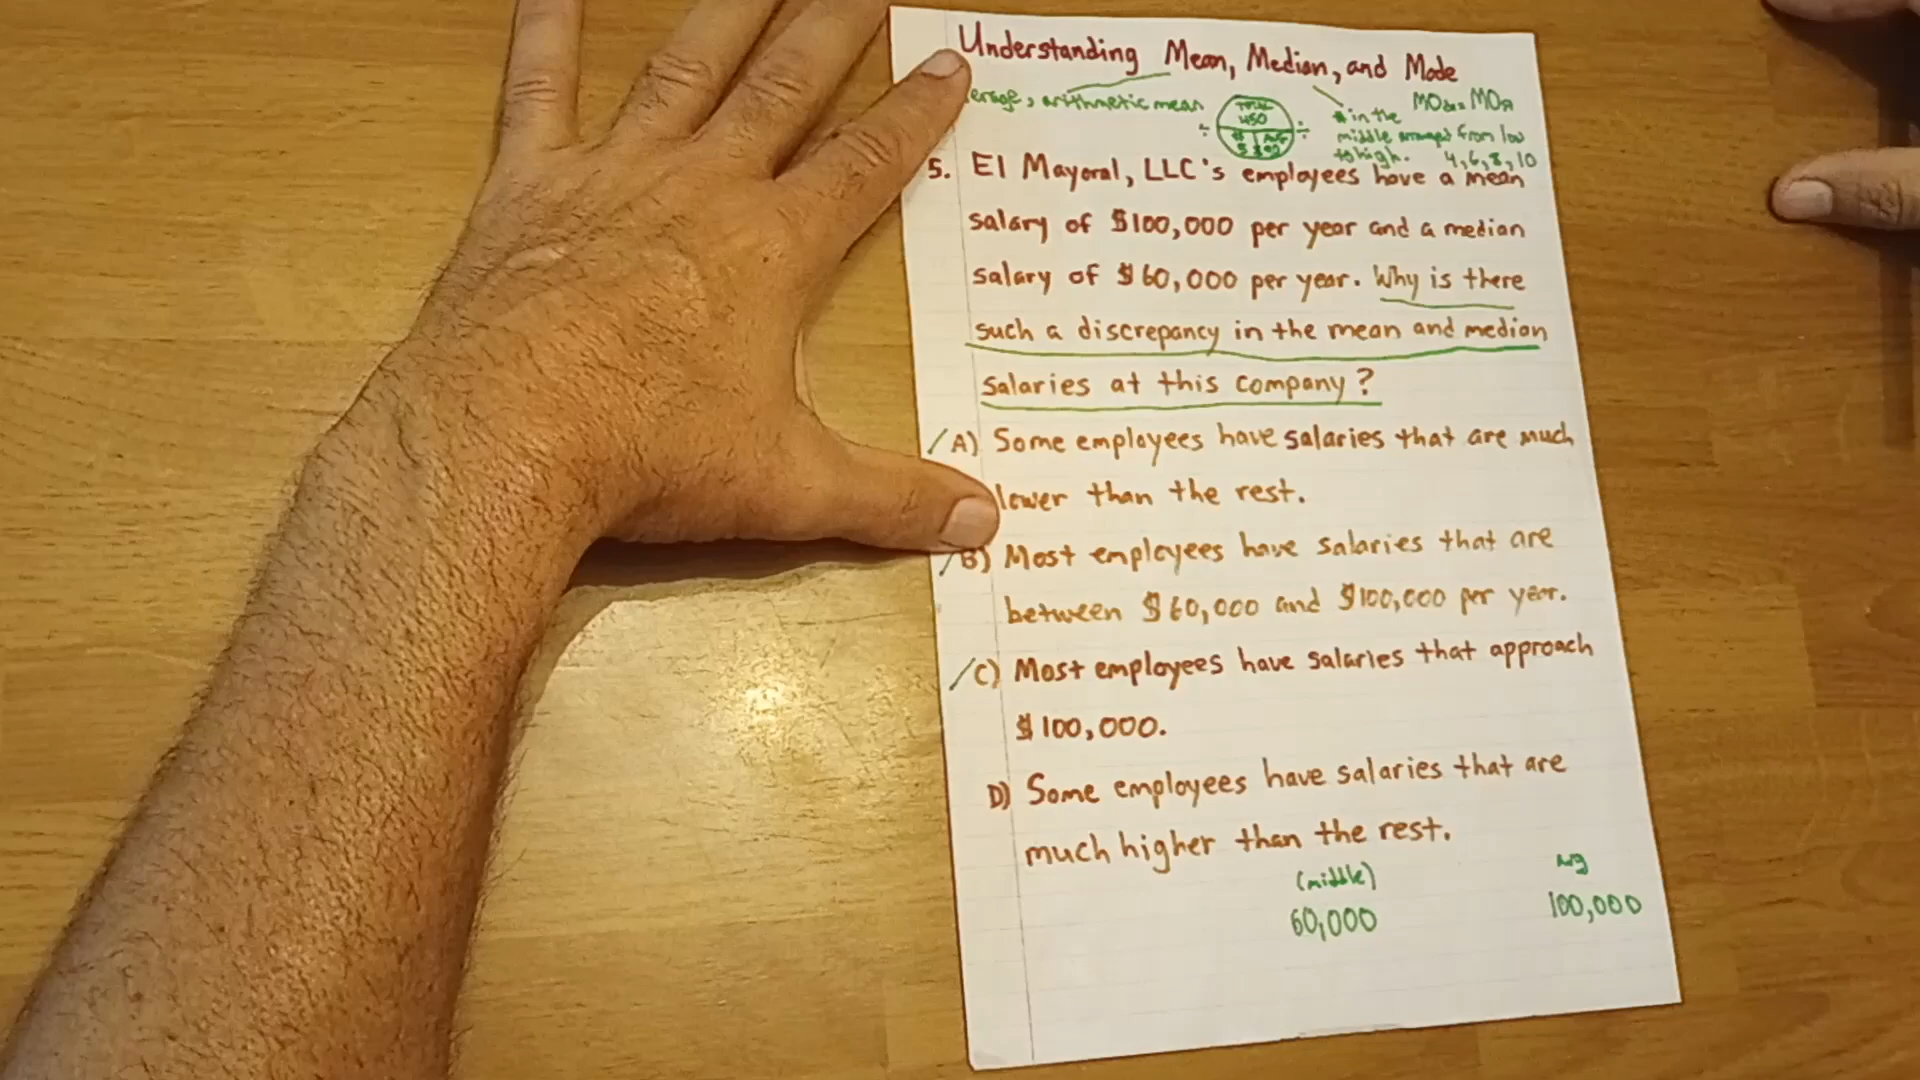 Understanding Mean, Median, and Mode
erage, arithmetic mean
÷ TOTAL 450 ÷
# in the
middle arranged from low
to high. 4, 6, 8, 10
5. El Mayoral, LLC's employees have a mean
salary of $100,000 per year and a median
salary of $60,000 per year. Why is there
such a discrepancy in the mean and median
salaries at this company?
A) Some employees have salaries that are much
lower than the rest.
B) Most employees have salaries that are
between $60,000 and $100,000 per year.
C) Most employees have salaries that approach
$100,000.
D) Some employees have salaries that are
much higher than the rest.
(middle) Avg
60,000 100,000